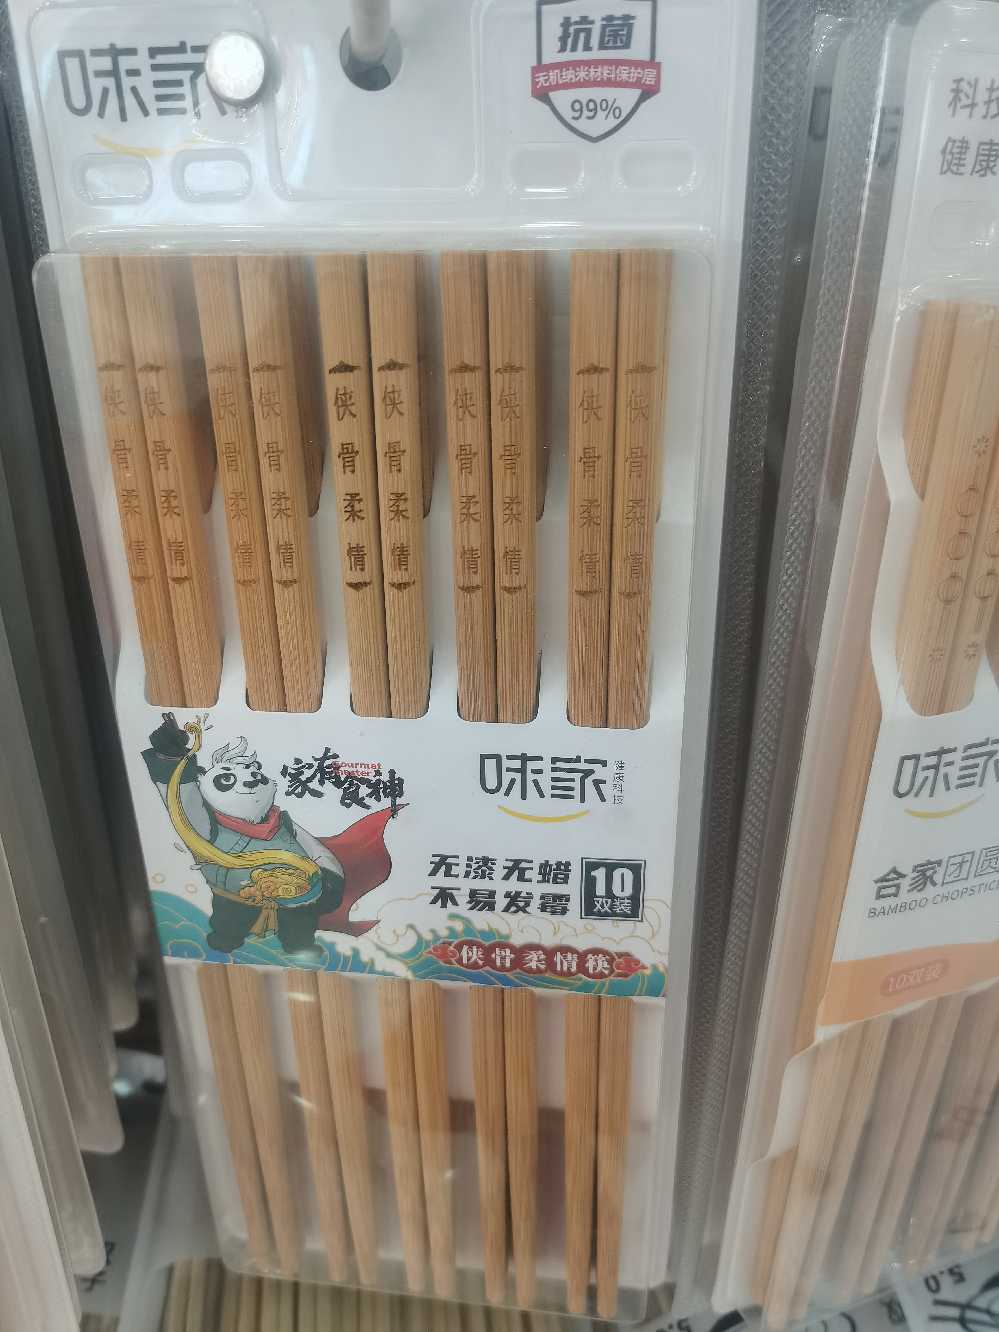 味家
抗菌
无机纳米材料保护层
99%
科技
健康
侠骨柔情
侠骨柔情
侠骨柔情
侠骨柔情
侠骨柔情
侠骨柔情
侠骨柔情
侠骨柔情
侠骨柔情
侠骨柔情
家有食神
Gourmet
master
味家
健康科技
无漆无蜡
不易发霉
10
双装
侠骨柔情筷
味家
合家团圆
BAMBOO CHOPSTICK
10双装
5.0